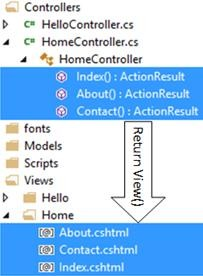 Controllers
C# HelloController.cs
C# HomeController.cs
HomeController
Index() : ActionResult
About() : ActionResult
Contact() : ActionResult
fonts
Models
Scripts
Views
Hello
Home
Return View()
[@] About.cshtml
[@] Contact.cshtml
[@] Index.cshtml